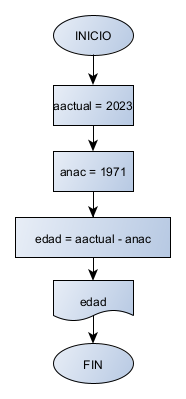 INICIO
aactual = 2023
anac = 1971
edad = aactual - anac
edad
FIN